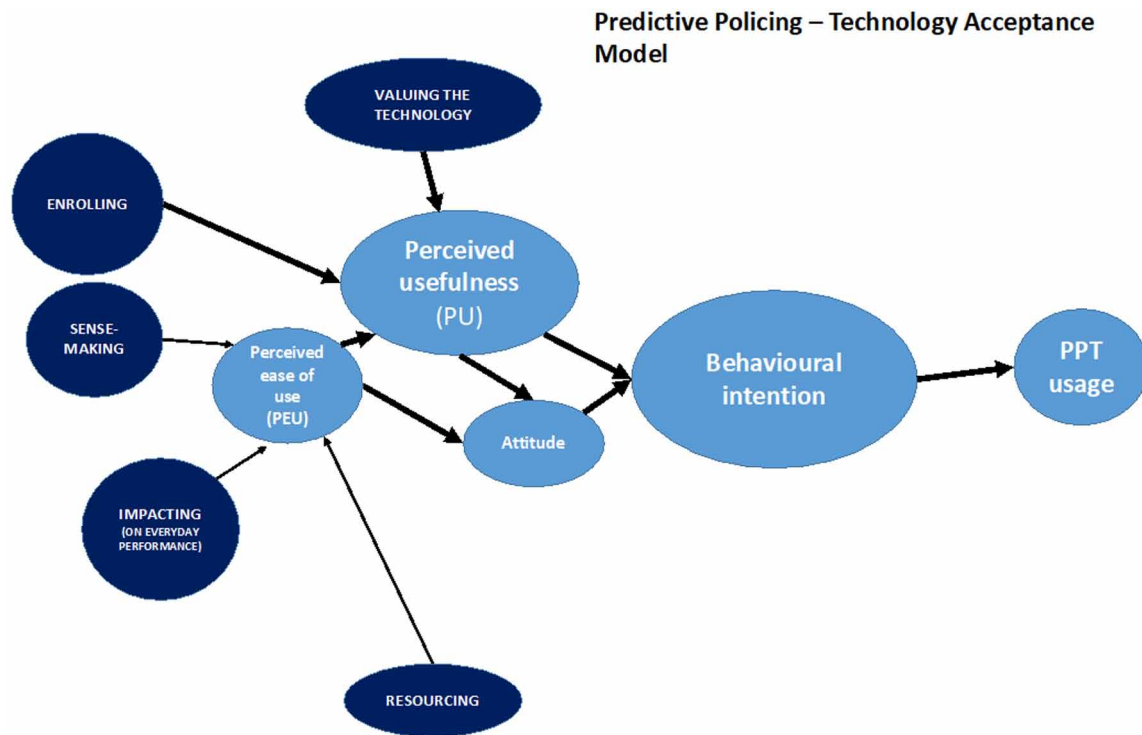 Predictive Policing – Technology Acceptance
Model
VALUING THE
TECHNOLOGY
ENROLLING
Perceived
usefulness
(PU)
SENSE-
MAKING
Perceived
ease of
use
(PEU)
Behavioural
intention
PPT
usage
Attitude
IMPACTING
(ON EVERYDAY
PERFORMANCE)
RESOURCING